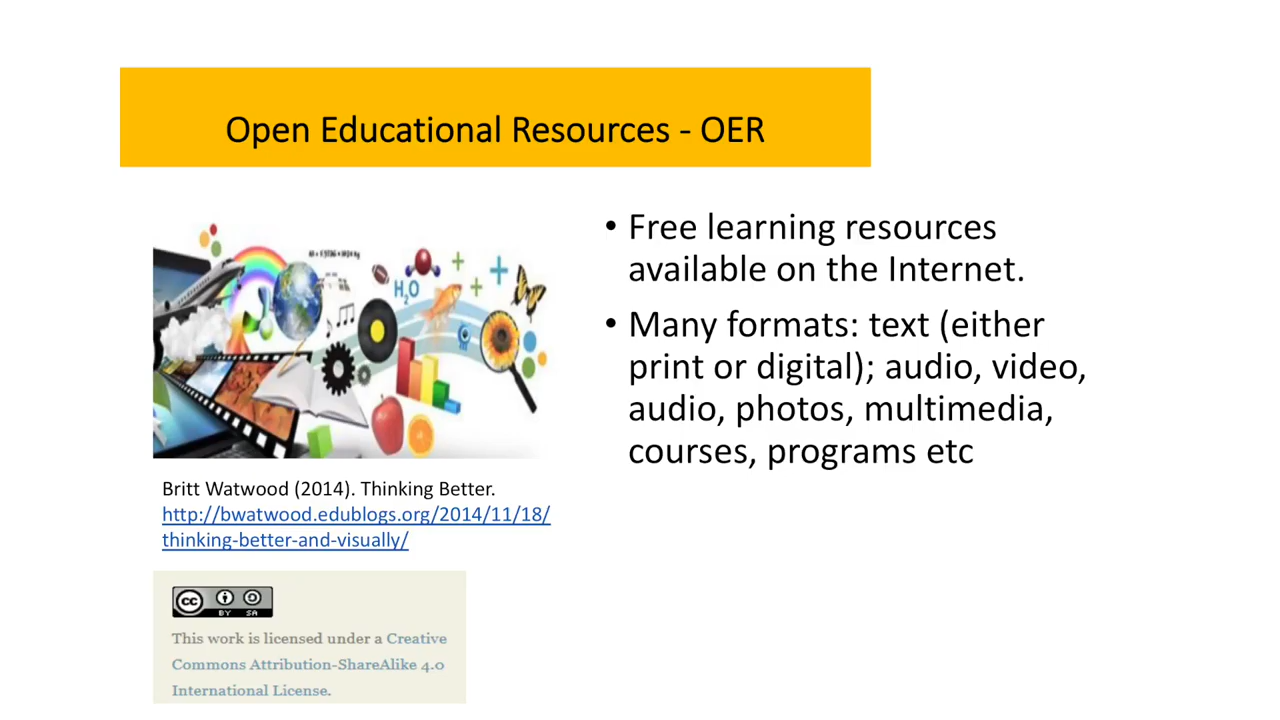 Open Educational Resources - OER
• Free learning resources
available on the Internet.
• Many formats: text (either
print or digital); audio, video,
audio, photos, multimedia,
courses, programs etc
H₂O
Britt Watwood (2014). Thinking Better.
http://bwatwood.edublogs.org/2014/11/18/
thinking-better-and-visually/
cc BY SA
This work is licensed under a Creative
Commons Attribution-ShareAlike 4.0
International License.